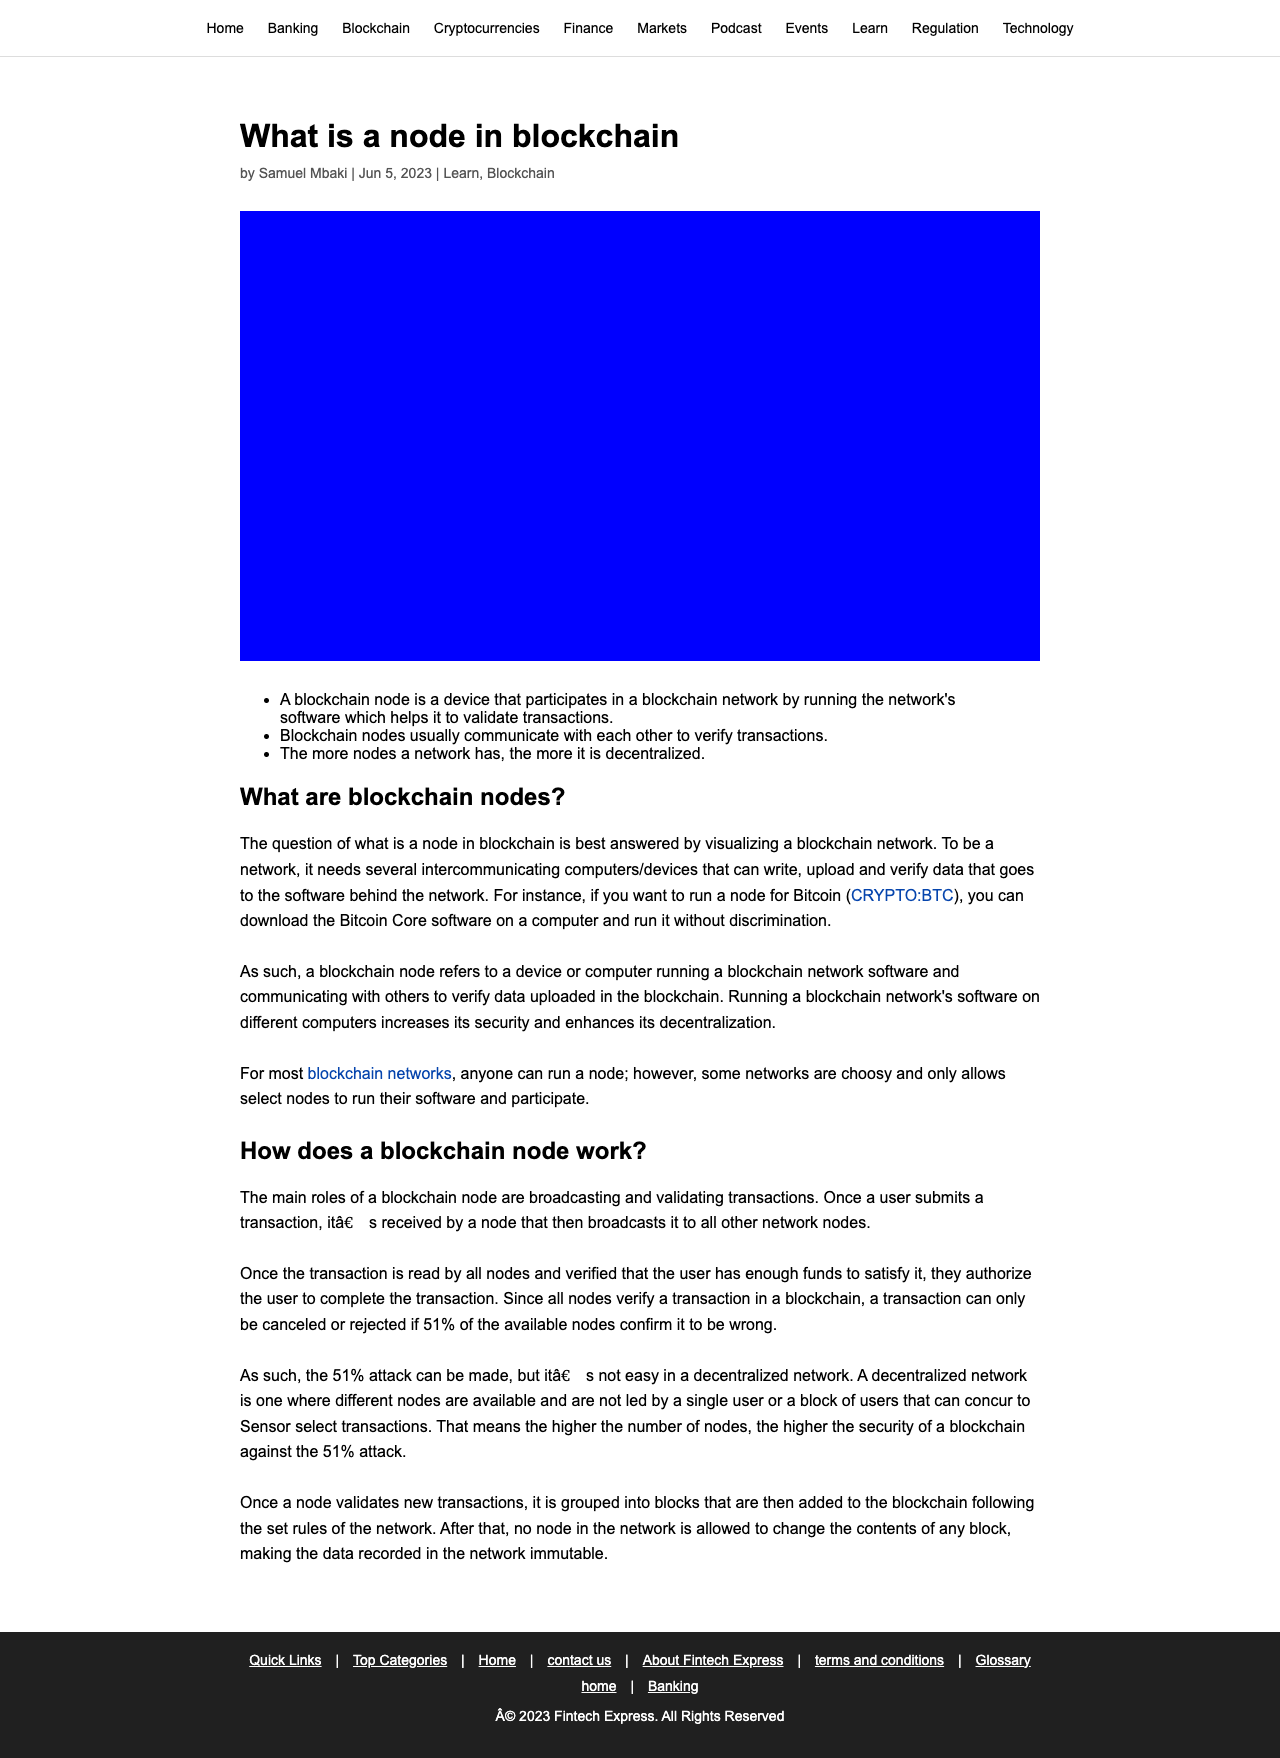 Home Banking Blockchain Cryptocurrencies Finance Markets Podcast Events Learn Regulation Technology
What is a node in blockchain
by Samuel Mbaki | Jun 5, 2023 | Learn, Blockchain
• A blockchain node is a device that participates in a blockchain network by running the network's
software which helps it to validate transactions.
• Blockchain nodes usually communicate with each other to verify transactions.
• The more nodes a network has, the more it is decentralized.
What are blockchain nodes?
The question of what is a node in blockchain is best answered by visualizing a blockchain network. To be a
network, it needs several intercommunicating computers/devices that can write, upload and verify data that goes
to the software behind the network. For instance, if you want to run a node for Bitcoin (CRYPTO:BTC), you can
download the Bitcoin Core software on a computer and run it without discrimination.
As such, a blockchain node refers to a device or computer running a blockchain network software and
communicating with others to verify data uploaded in the blockchain. Running a blockchain network's software on
different computers increases its security and enhances its decentralization.
For most blockchain networks, anyone can run a node; however, some networks are choosy and only allows
select nodes to run their software and participate.
How does a blockchain node work?
The main roles of a blockchain node are broadcasting and validating transactions. Once a user submits a
transaction, itâ€ s received by a node that then broadcasts it to all other network nodes.
Once the transaction is read by all nodes and verified that the user has enough funds to satisfy it, they authorize
the user to complete the transaction. Since all nodes verify a transaction in a blockchain, a transaction can only
be canceled or rejected if 51% of the available nodes confirm it to be wrong.
As such, the 51% attack can be made, but itâ€ s not easy in a decentralized network. A decentralized network
is one where different nodes are available and are not led by a single user or a block of users that can concur to
Sensor select transactions. That means the higher the number of nodes, the higher the security of a blockchain
against the 51% attack.
Once a node validates new transactions, it is grouped into blocks that are then added to the blockchain following
the set rules of the network. After that, no node in the network is allowed to change the contents of any block,
making the data recorded in the network immutable.
Quick Links | Top Categories | Home | contact us | About Fintech Express | terms and conditions | Glossary
home | Banking
Â© 2023 Fintech Express. All Rights Reserved